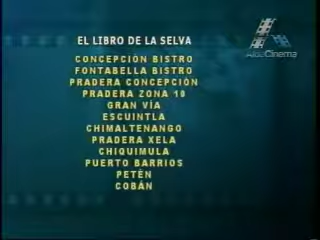 EL LIBRO DE LA SELVA
AlbaCinema
CONCEPCIÓN BISTRO
FONTABELLA BISTRO
PRADERA CONCEPCIÓN
PRADERA ZONA 10
GRAN VÍA
ESCUINTLA
CHIMALTENANGO
PRADERA XELA
CHIQUIMULA
PUERTO BARRIOS
PETÉN
COBÁN